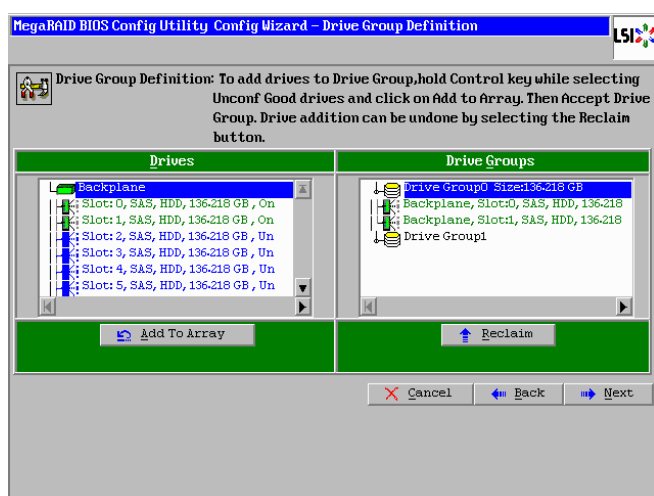 MegaRAID BIOS Config Utility Config Wizard – Drive Group Definition
LSI
Drive Group Definition: To add drives to Drive Group,hold Control key while selecting
Unconf Good drives and click on Add to Array. Then Accept Drive
Group. Drive addition can be undone by selecting the Reclaim
button.
Drives
Backplane
Slot: 0, SAS, HDD, 136.218 GB , On
Slot: 1, SAS, HDD, 136.218 GB , On
Slot: 2, SAS, HDD, 136.218 GB , Un
Slot: 3, SAS, HDD, 136.218 GB , Un
Slot: 4, SAS, HDD, 136.218 GB , Un
Slot: 5, SAS, HDD, 136.218 GB , Un
Add To Array
Drive Groups
Drive Group0 Size:136.218 GB
Backplane, Slot:0, SAS, HDD, 136.218
Backplane, Slot:1, SAS, HDD, 136.218
Drive Group1
Reclaim
Cancel
Back
Next